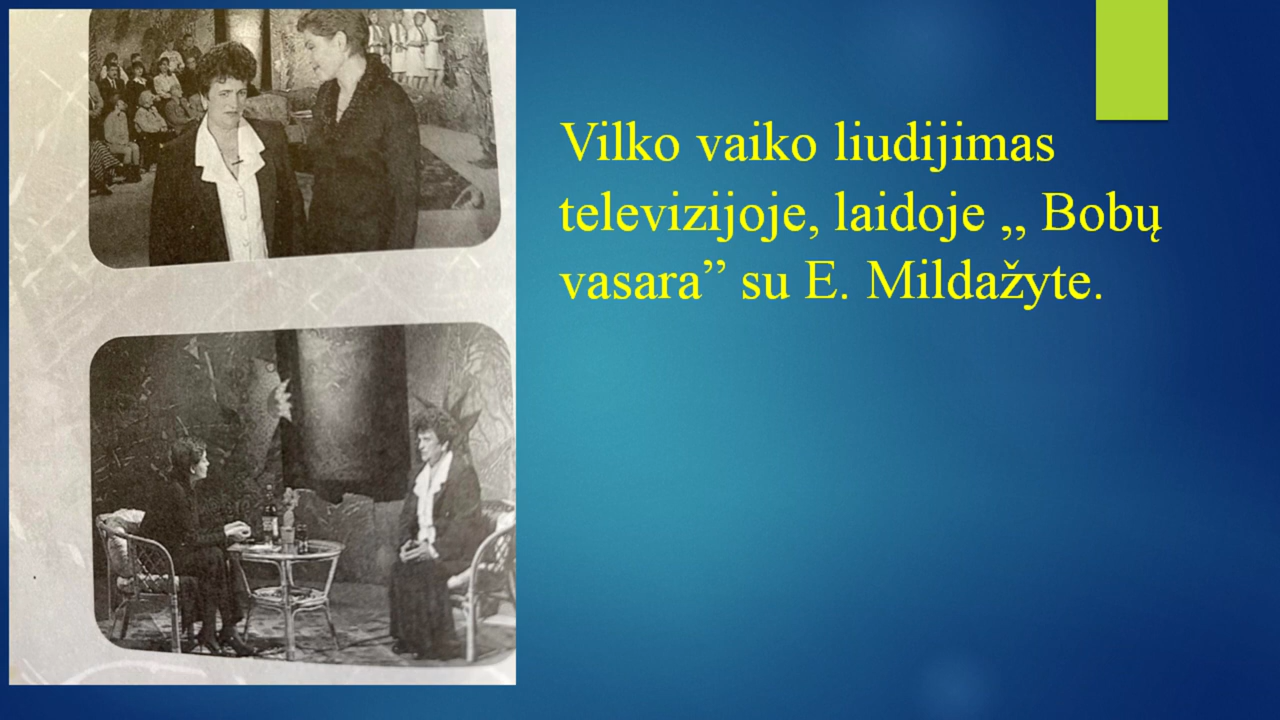 Vilko vaiko liudijimas
televizijoje, laidoje ,, Bobų
vasara” su E. Mildažyte.